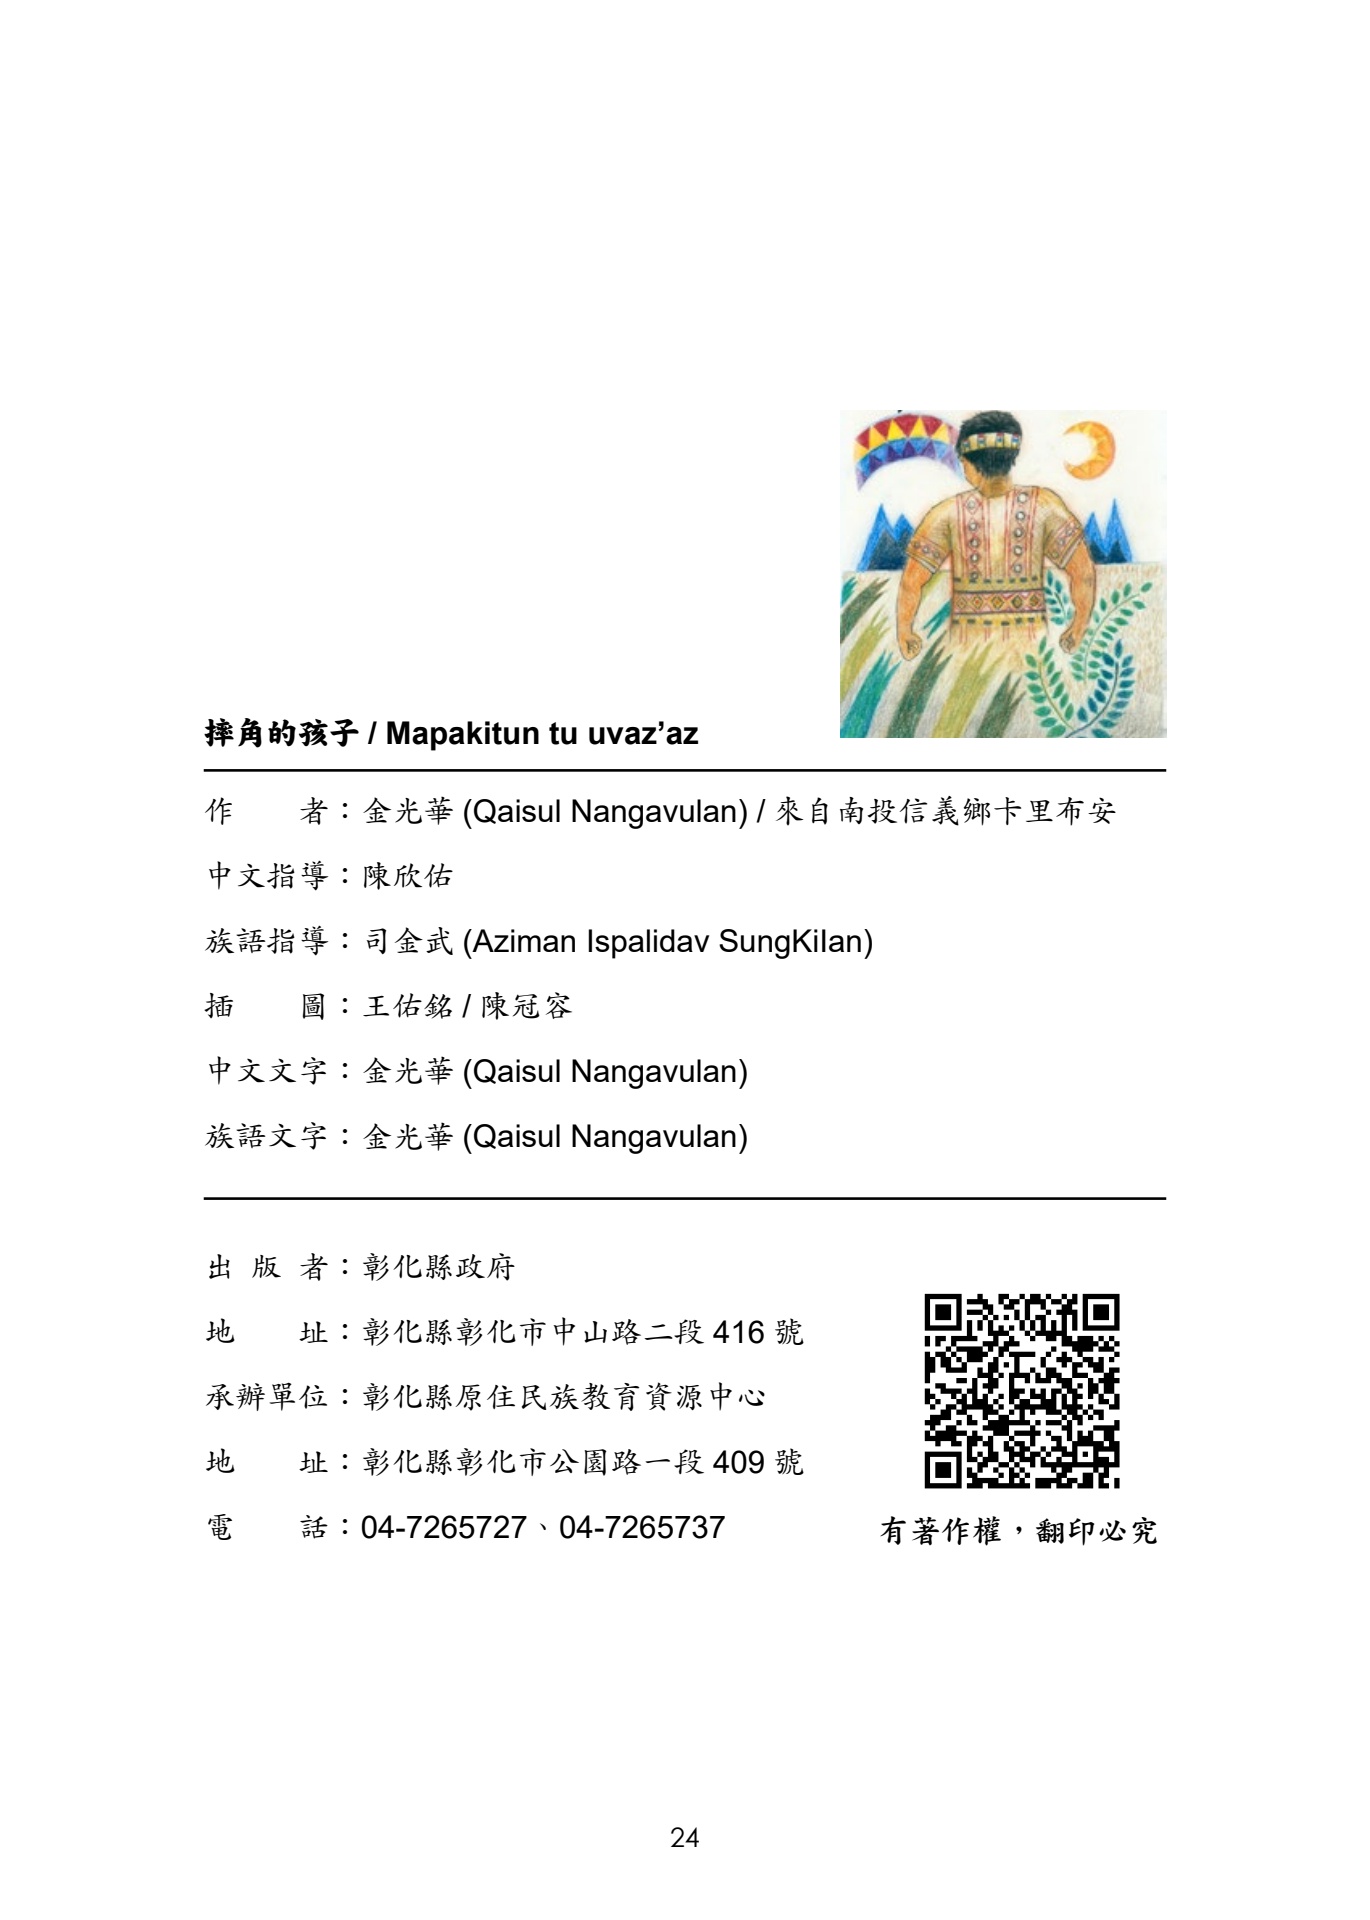 摔角的孩子 / Mapakitun tu uvaz’az
作　　者：金光華 (Qaisul Nangavulan) / 來自南投信義鄉卡里布安
中文指導：陳欣佑
族語指導：司金武 (Aziman Ispalidav SungKiIan)
插　　圖：王佑銘 / 陳冠容
中文文字：金光華 (Qaisul Nangavulan)
族語文字：金光華 (Qaisul Nangavulan)
出 版 者：彰化縣政府
地　　址：彰化縣彰化市中山路二段 416 號
承辦單位：彰化縣原住民族教育資源中心
地　　址：彰化縣彰化市公園路一段 409 號
電　　話：04-7265727、04-7265737
有著作權，翻印必究
24